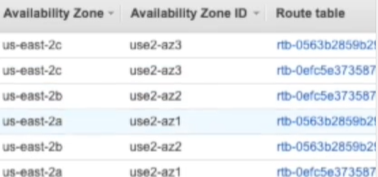 Availability Zone Availability Zone ID Route table
us-east-2c use2-az3 rtb-0563b2859b2
us-east-2c use2-az3 rtb-0efc5e373587
us-east-2b use2-az2 rtb-0563b2859b2
us-east-2a use2-az1 rtb-0563b2859b2
us-east-2b use2-az2 rtb-0563b2859b2
us-east-2a use2-az1 rtb-0efc5e373587